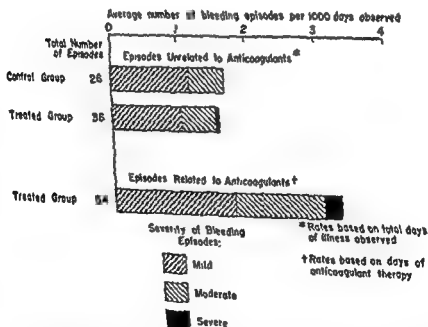 Average number of bleeding episodes per 1000 days observed
0 1 2 3 4
Total Number
of Episodes
Episodes Unrelated to Anticoagulants*
Control Group 26
Treated Group 36
Episodes Related to Anticoagulants†
Treated Group 54
Severity of Bleeding
Episodes:
Mild
Moderate
Severe
*Rates based on total days
of illness observed
†Rates based on days of
anticoagulant therapy